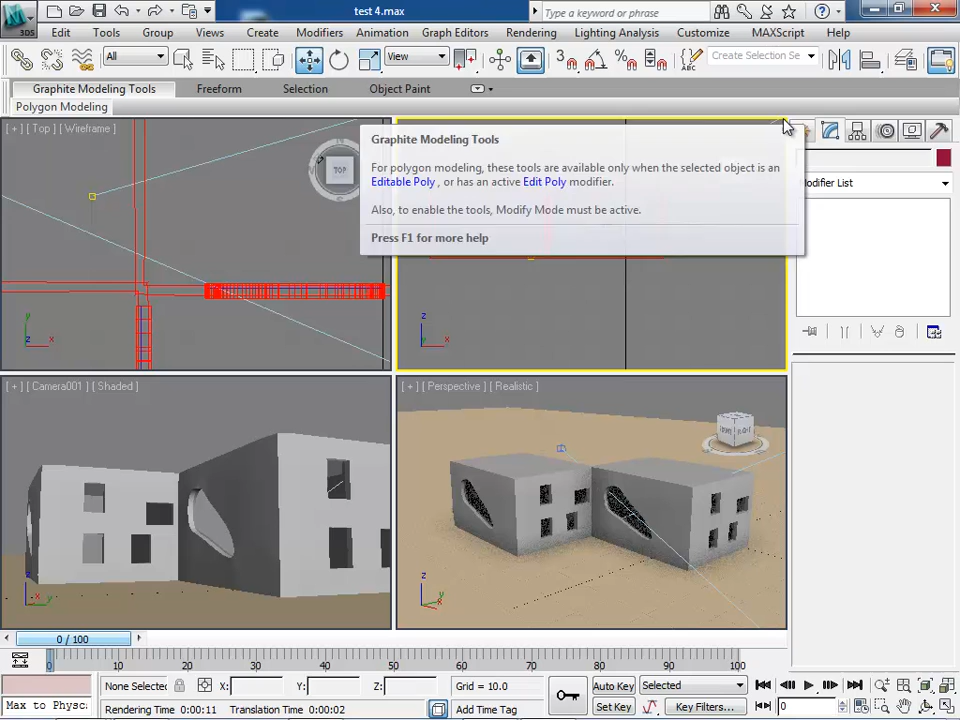 3DS
test 4.max
Type a keyword or phrase
Edit Tools Group Views Create Modifiers Animation Graph Editors Rendering Lighting Analysis Customize MAXScript Help
All View 3 Create Selection Se
Graphite Modeling Tools Freeform Selection Object Paint
Polygon Modeling
[ + ] [ Top ] [ Wireframe ]
TOP
Graphite Modeling Tools
For polygon modeling, these tools are available only when the selected object is an
Editable Poly , or has an active Edit Poly modifier.
Also, to enable the tools, Modify Mode must be active.
Press F1 for more help
odifier List
y
z
x
z
x
[ + ] [ Camera001 ] [ Shaded ]
[ + ] [ Perspective ] [ Realistic ]
z
x
y
z
y
x
0 / 100
0 10 20 30 40 50 60 70 80 90 100
None Selected X: Y: Z: Grid = 10.0 Auto Key Selected
Max to Physc Rendering Time 0:00:11 Translation Time 0:00:02 Add Time Tag Set Key Key Filters... 0